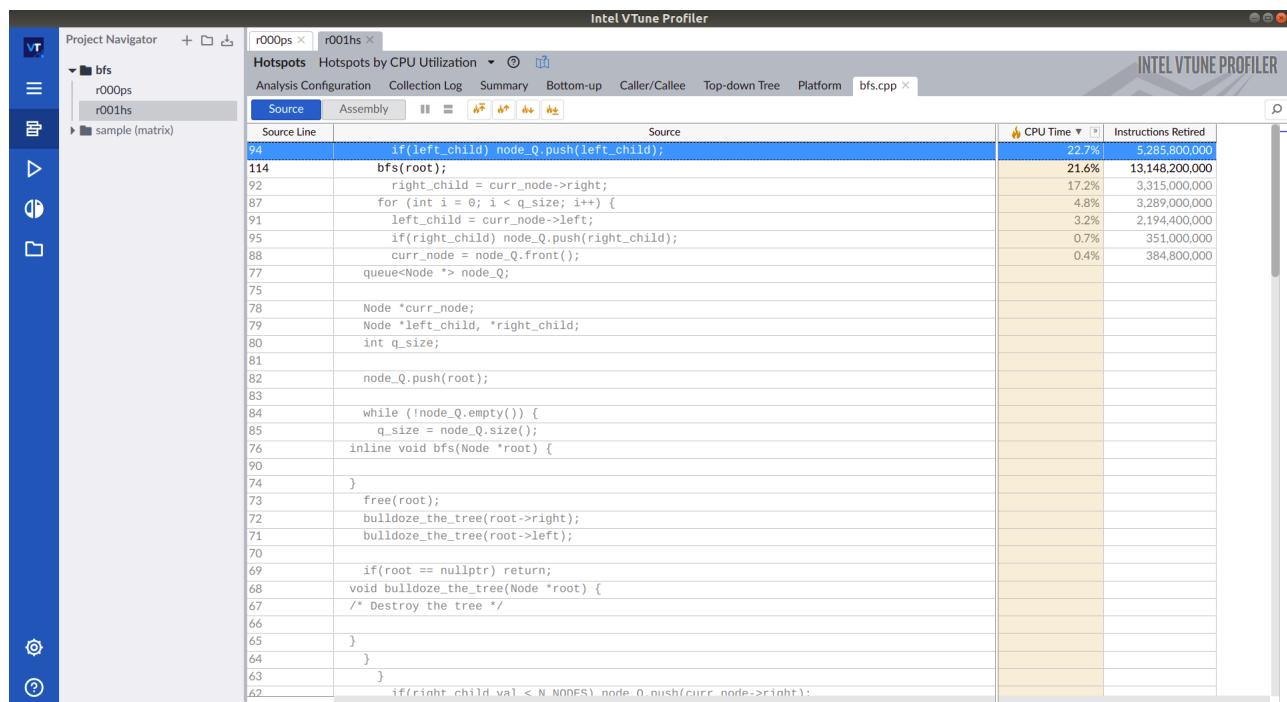 Intel VTune Profiler
VT
Project Navigator
bfs
r000ps
r001hs
sample (matrix)
r000ps × r001hs ×
Hotspots Hotspots by CPU Utilization
INTEL VTUNE PROFILER
Analysis Configuration Collection Log Summary Bottom-up Caller/Callee Top-down Tree Platform bfs.cpp ×
Source Assembly
Source Line Source CPU Time Instructions Retired
94 if(left_child) node_Q.push(left_child); 22.7% 5,285,800,000
114 bfs(root); 21.6% 13,148,200,000
92 right_child = curr_node->right; 17.2% 3,315,000,000
87 for (int i = 0; i < q_size; i++) { 4.8% 3,289,000,000
91 left_child = curr_node->left; 3.2% 2,194,400,000
95 if(right_child) node_Q.push(right_child); 0.7% 351,000,000
88 curr_node = node_Q.front(); 0.4% 384,800,000
77 queue<Node *> node_Q;
75
78 Node *curr_node;
79 Node *left_child, *right_child;
80 int q_size;
81
82 node_Q.push(root);
83
84 while (!node_Q.empty()) {
85 q_size = node_Q.size();
76 inline void bfs(Node *root) {
90
74 }
73 free(root);
72 bulldoze_the_tree(root->right);
71 bulldoze_the_tree(root->left);
70
69 if(root == nullptr) return;
68 void bulldoze_the_tree(Node *root) {
67 /* Destroy the tree */
66
65 }
64 }
63 }
62 if(right_child_val < N_NODES) node_Q.push(curr_node->right);